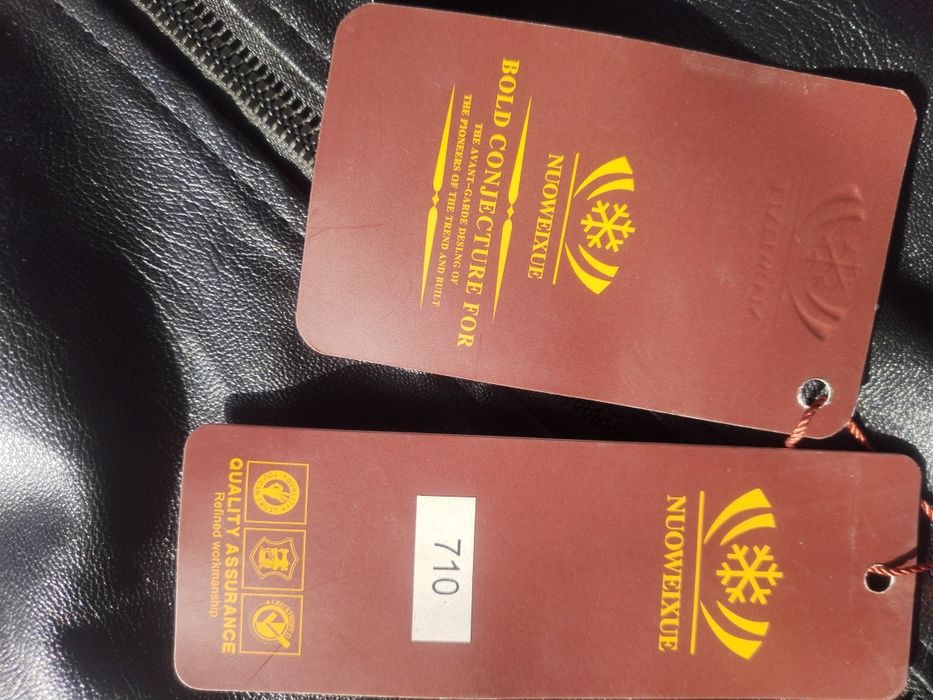 NUOWEIXUE
BOLD CONJECTURE FOR
THE AVANT-GARDE DESLNG OF
THE PIONEERS OF THE TREND AND BUILT
NUOWEIXUE
710
QUALITY ASSURANCE
Refined workmanship